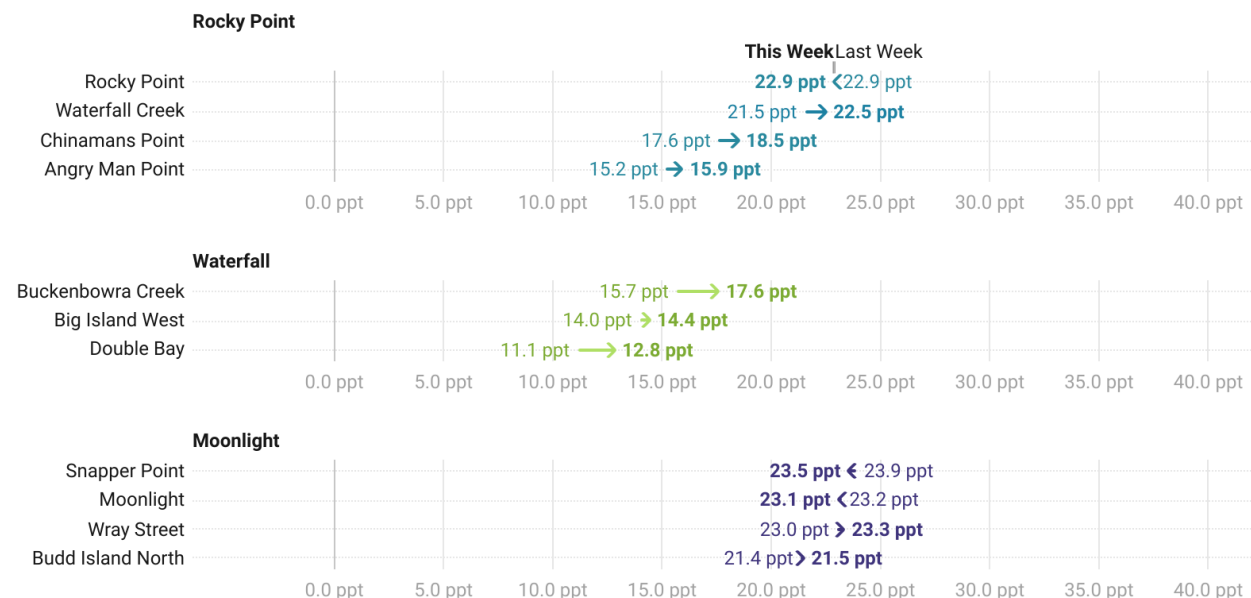 Rocky Point
This Week Last Week
Rocky Point 22.9 ppt 22.9 ppt
Waterfall Creek 21.5 ppt 22.5 ppt
Chinamans Point 17.6 ppt 18.5 ppt
Angry Man Point 15.2 ppt 15.9 ppt
0.0 ppt 5.0 ppt 10.0 ppt 15.0 ppt 20.0 ppt 25.0 ppt 30.0 ppt 35.0 ppt 40.0 ppt
Waterfall
Buckenbowra Creek 15.7 ppt 17.6 ppt
Big Island West 14.0 ppt 14.4 ppt
Double Bay 11.1 ppt 12.8 ppt
0.0 ppt 5.0 ppt 10.0 ppt 15.0 ppt 20.0 ppt 25.0 ppt 30.0 ppt 35.0 ppt 40.0 ppt
Moonlight
Snapper Point 23.5 ppt 23.9 ppt
Moonlight 23.1 ppt 23.2 ppt
Wray Street 23.0 ppt 23.3 ppt
Budd Island North 21.4 ppt 21.5 ppt
0.0 ppt 5.0 ppt 10.0 ppt 15.0 ppt 20.0 ppt 25.0 ppt 30.0 ppt 35.0 ppt 40.0 ppt